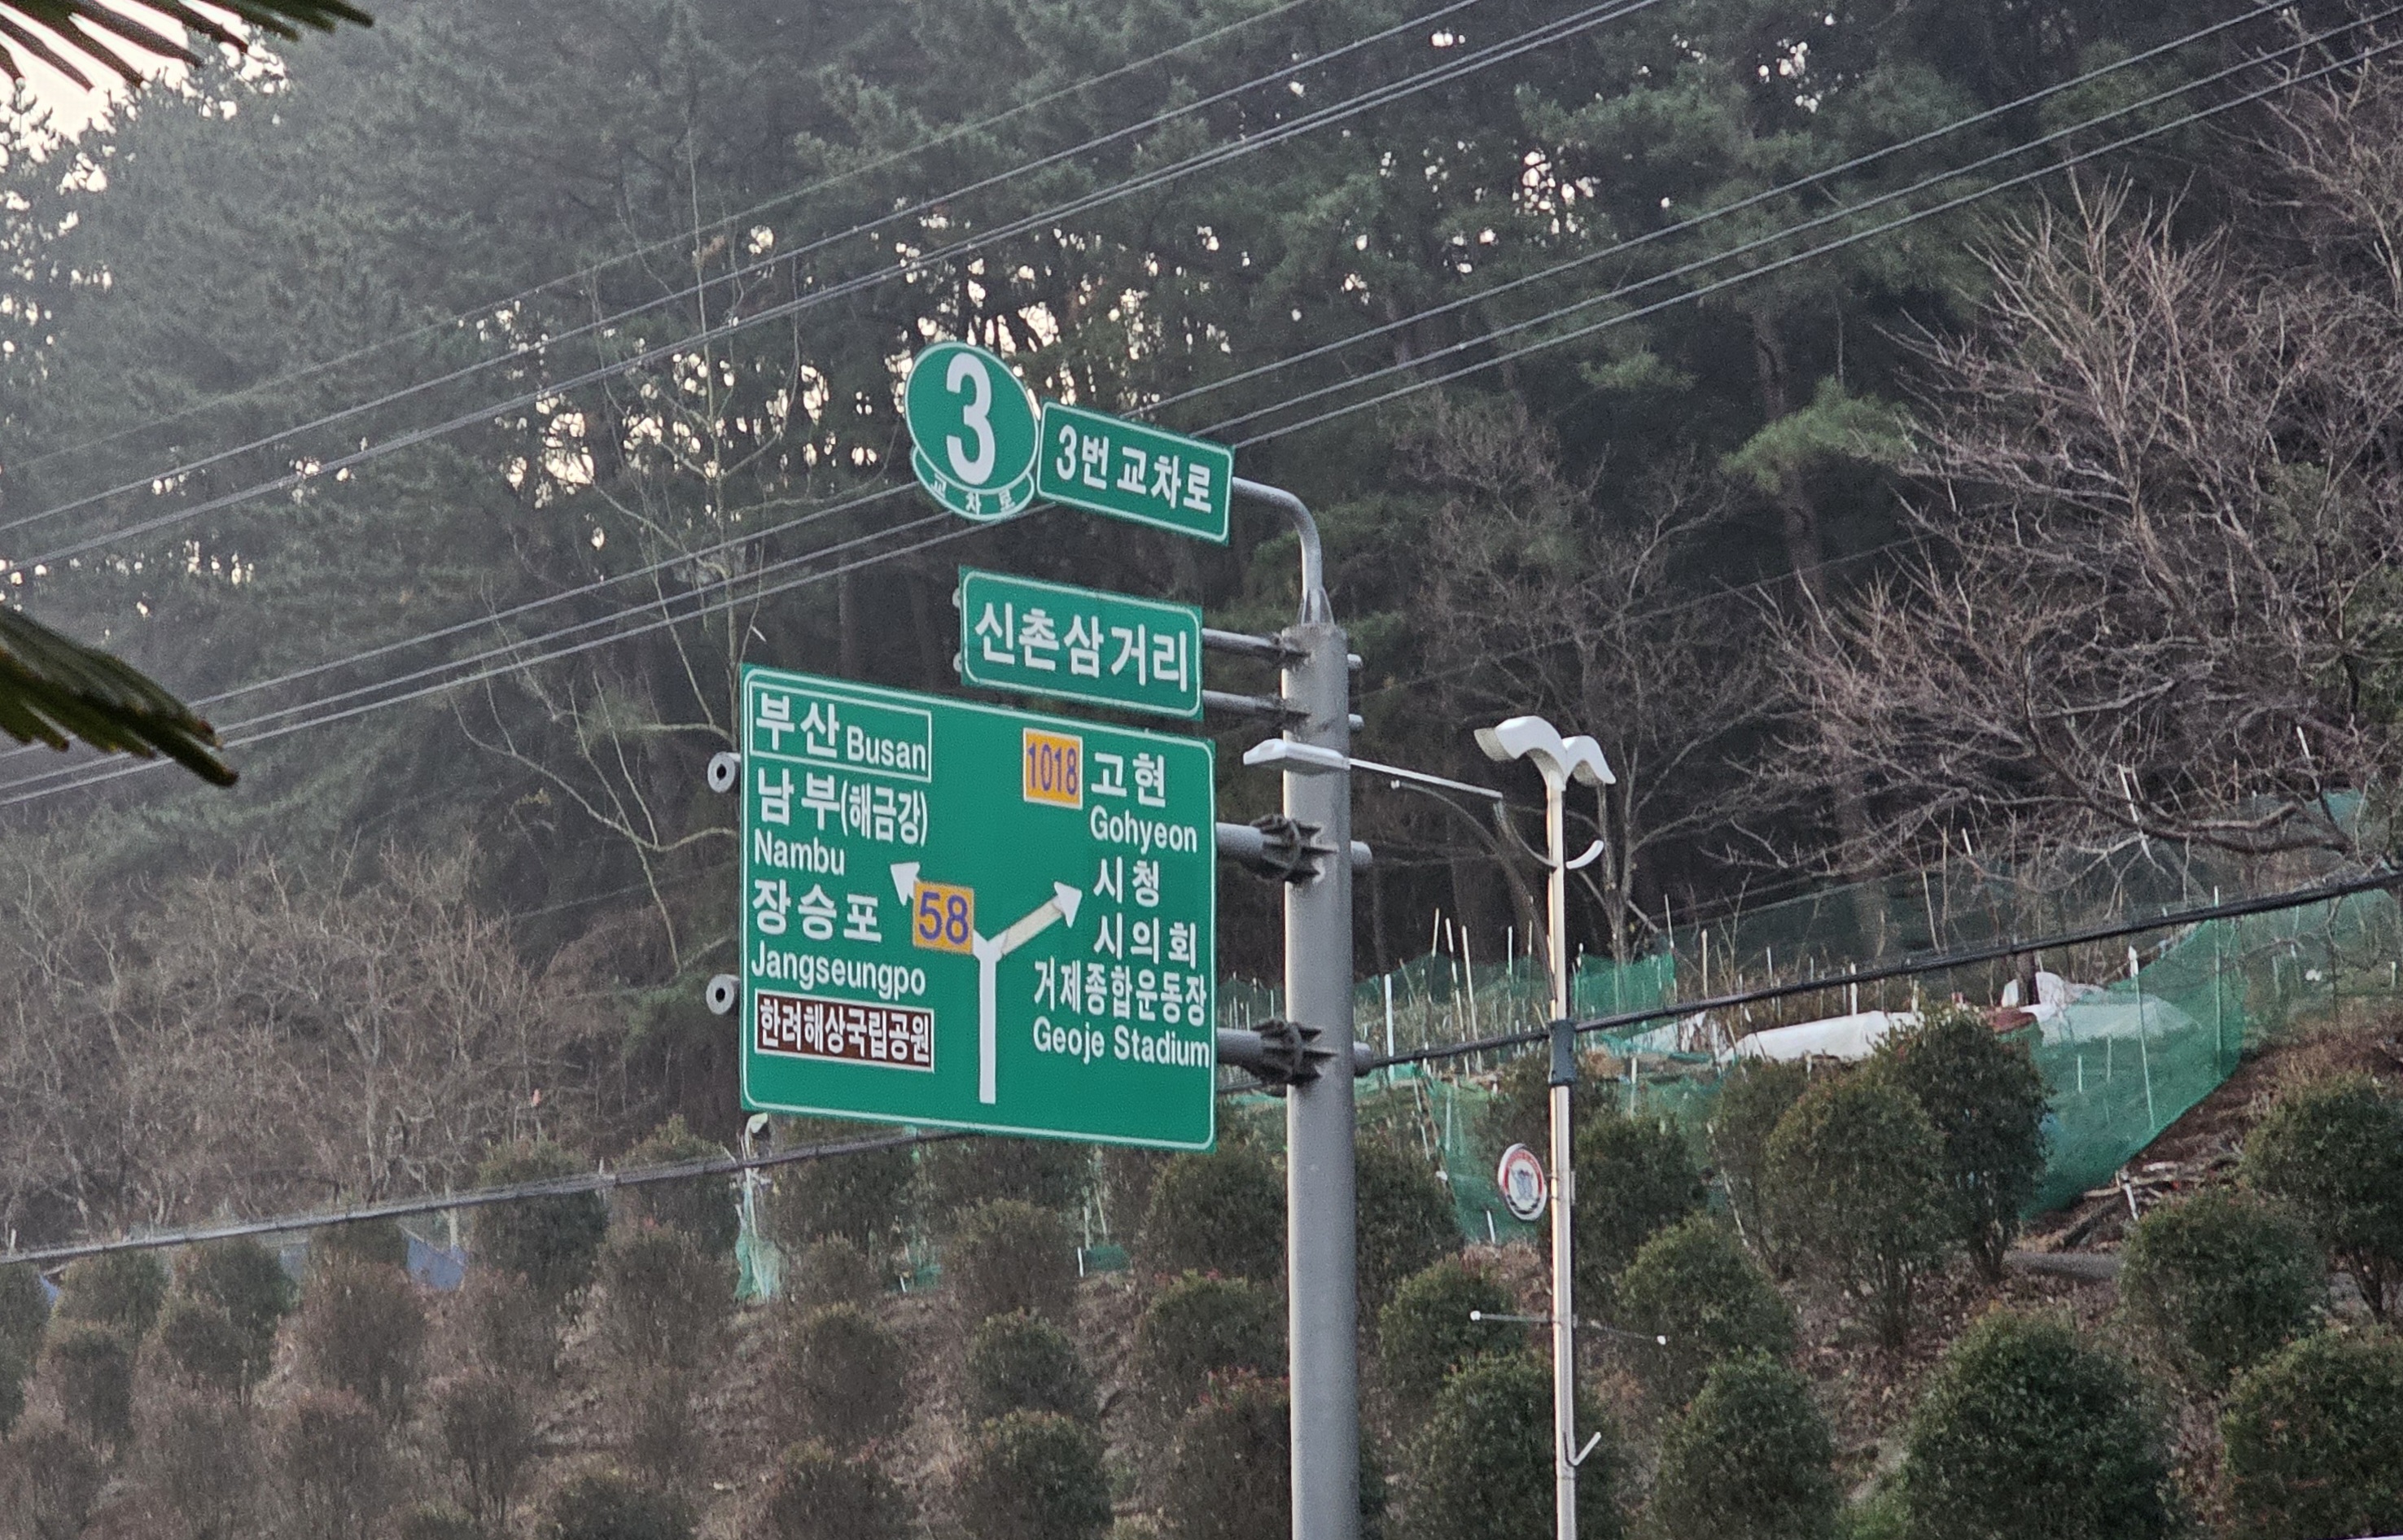 3
교차로
3번 교차로
신촌삼거리
부산 Busan
남부(해금강)
Nambu
장승포
Jangseungpo
한려해상국립공원
58
1018 고현
Gohyeon
시청
시의회
거제종합운동장
Geoje Stadium